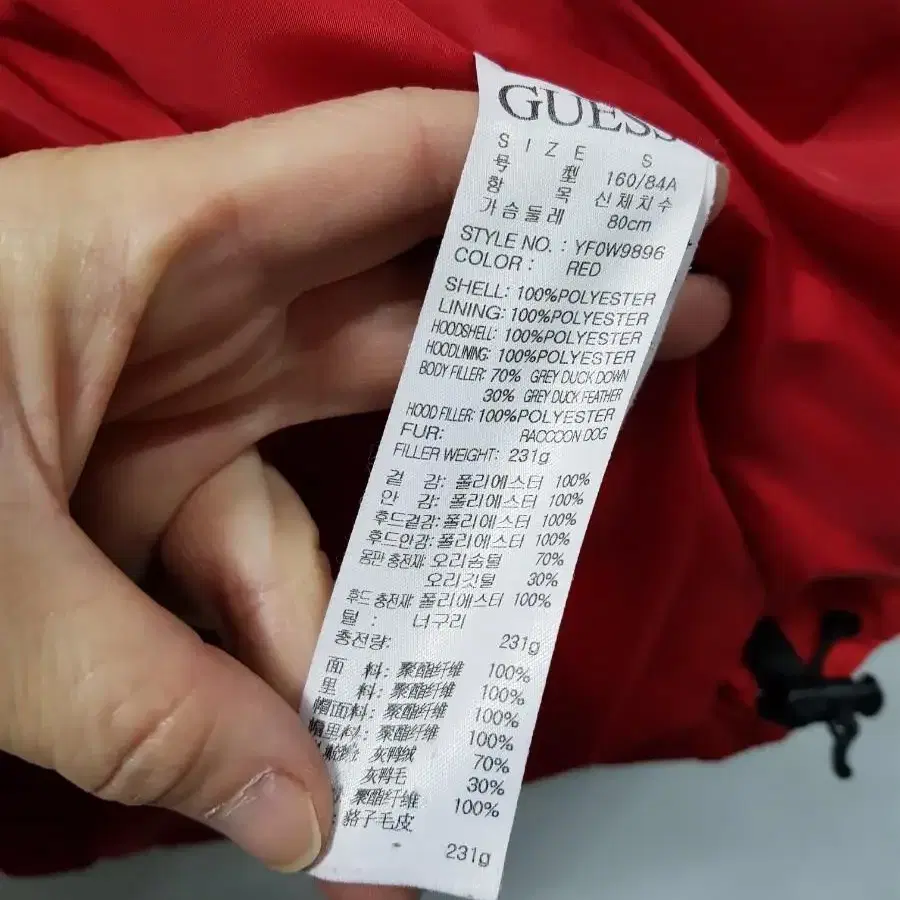 GUESS
SIZE S
号 型 160/84A
항 목 신체치수
가슴둘레 80cm
STYLE NO. : YF0W9896
COLOR : RED
SHELL: 100%POLYESTER
LINING: 100%POLYESTER
HOODSHELL: 100%POLYESTER
HOODLINING: 100%POLYESTER
BODY FILLER: 70% GREY DUCK DOWN
30% GREY DUCK FEATHER
HOOD FILLER: 100%POLYESTER
FUR: RACCOON DOG
FILLER WEIGHT: 231g
겉 감: 폴리에스터 100%
안 감: 폴리에스터 100%
후드겉감: 폴리에스터 100%
후드안감: 폴리에스터 100%
몸판 충전재: 오리솜털 70%
오리깃털 30%
후드 충전재: 폴리에스터 100%
털 : 너구리
충전량: 231g
面 料: 聚酯纤维 100%
里 料: 聚酯纤维 100%
帽面料: 聚酯纤维 100%
帽里料: 聚酯纤维 100%
灰鸭绒 70%
灰鸭毛 30%
聚酯纤维 100%
: 貉子毛皮
231g